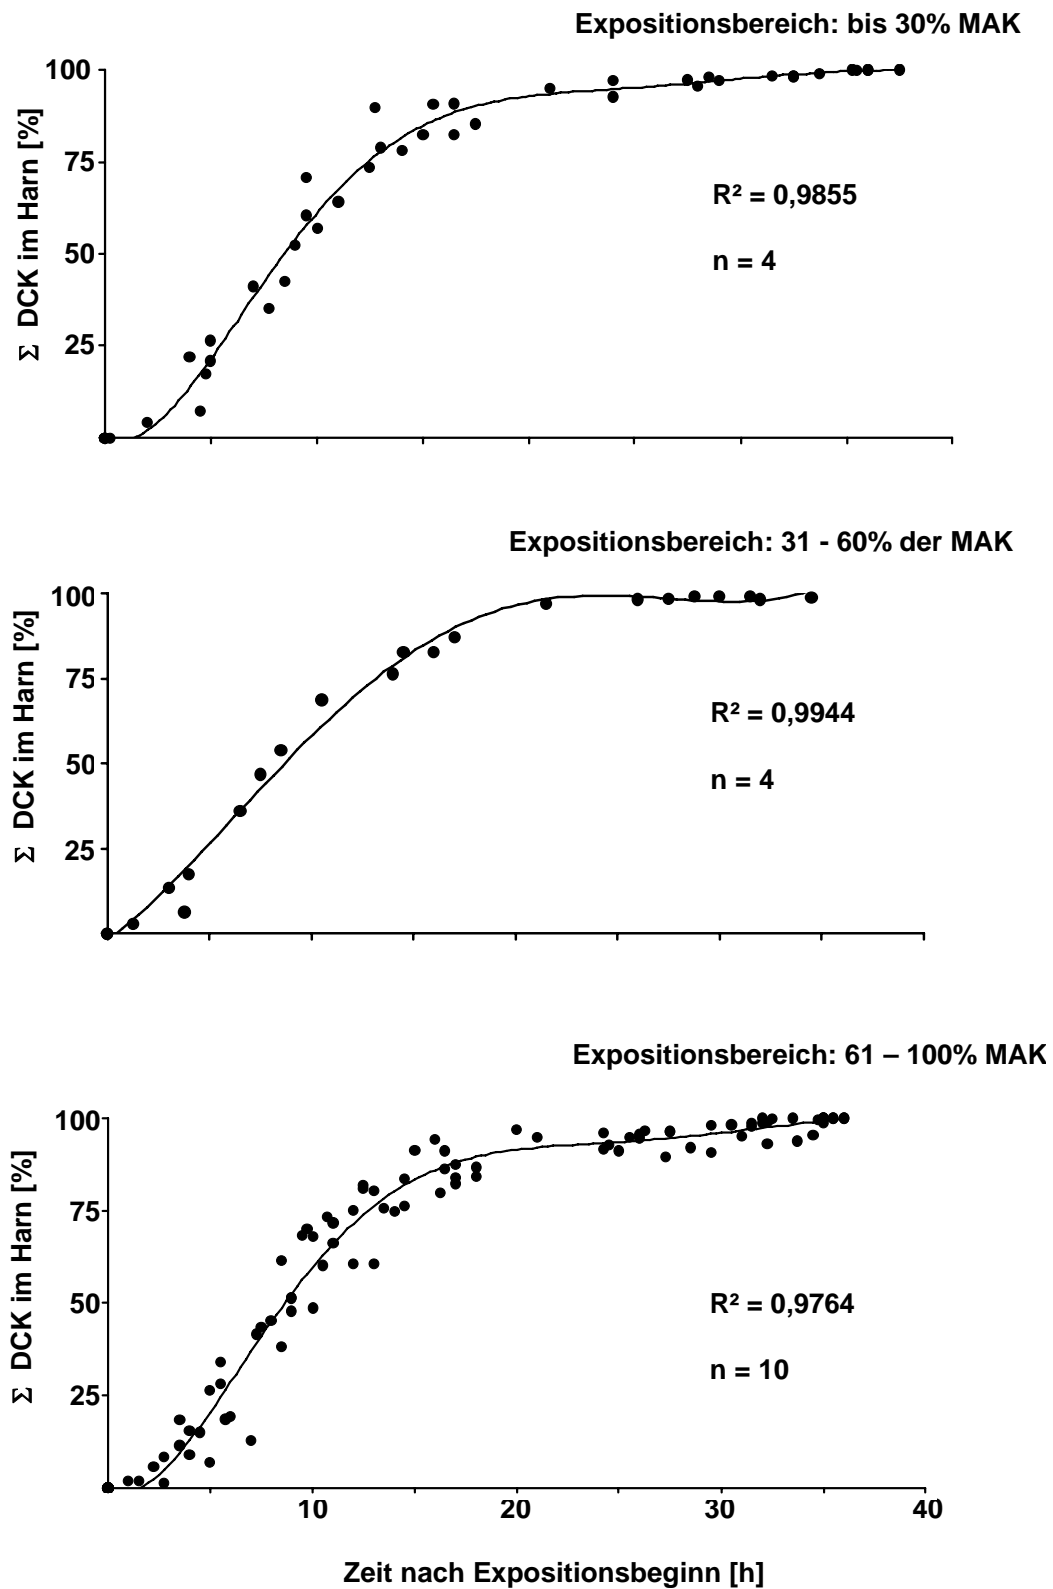 Expositionsbereich: bis 30% MAK
Σ DCK im Harn [%]
100
75
50
25
R² = 0,9855
n = 4
Expositionsbereich: 31 - 60% der MAK
Σ DCK im Harn [%]
100
75
50
25
R² = 0,9944
n = 4
Expositionsbereich: 61 – 100% MAK
Σ DCK im Harn [%]
100
75
50
25
R² = 0,9764
n = 10
10 20 30 40
Zeit nach Expositionsbeginn [h]